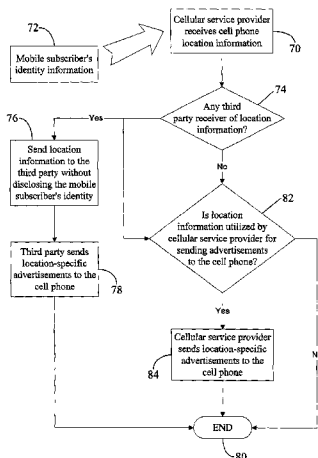 72
Mobile subscriber's
identity information
Cellular service provider
receives cell phone
location information
70
74
Any third
party receiver of location
information?
Yes
No
76
Send location
information to the
third party without
disclosing the mobile
subscriber's identity
82
Is location
information utilized by
cellular service provider for
sending advertisements
to the cell phone?
Third party sends
location-specific
advertisements to the
cell phone
78
Yes
N
Cellular service provider
sends location-specific
advertisements to the
cell phone
84
END
80